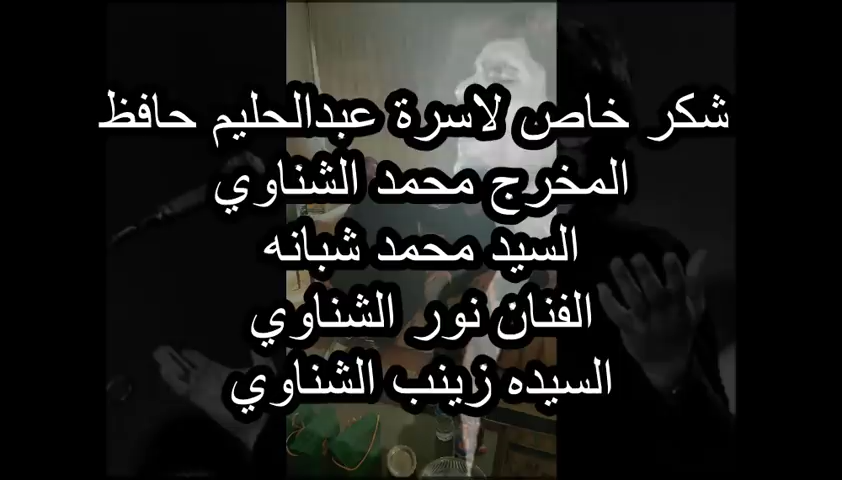 شكر خاص لاسرة عبدالحليم حافظ
المخرج محمد الشناوي
السيد محمد شبانه
الفنان نور الشناوي
السيده زينب الشناوي